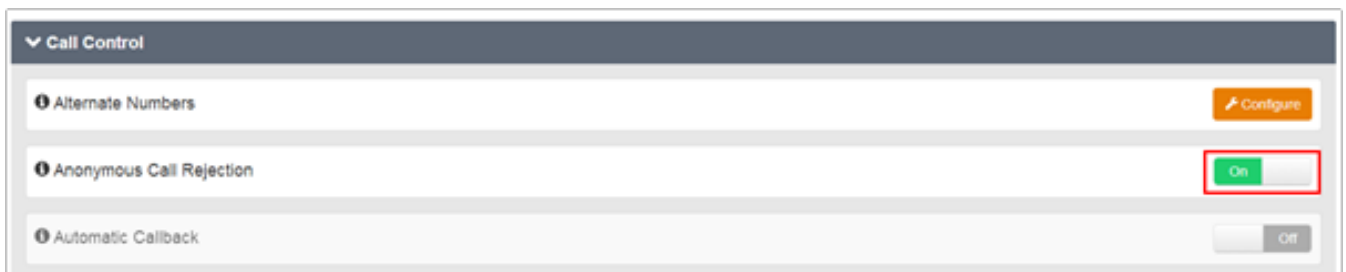 Call Control
Alternate Numbers
Configure
Anonymous Call Rejection
On
Automatic Callback
Off